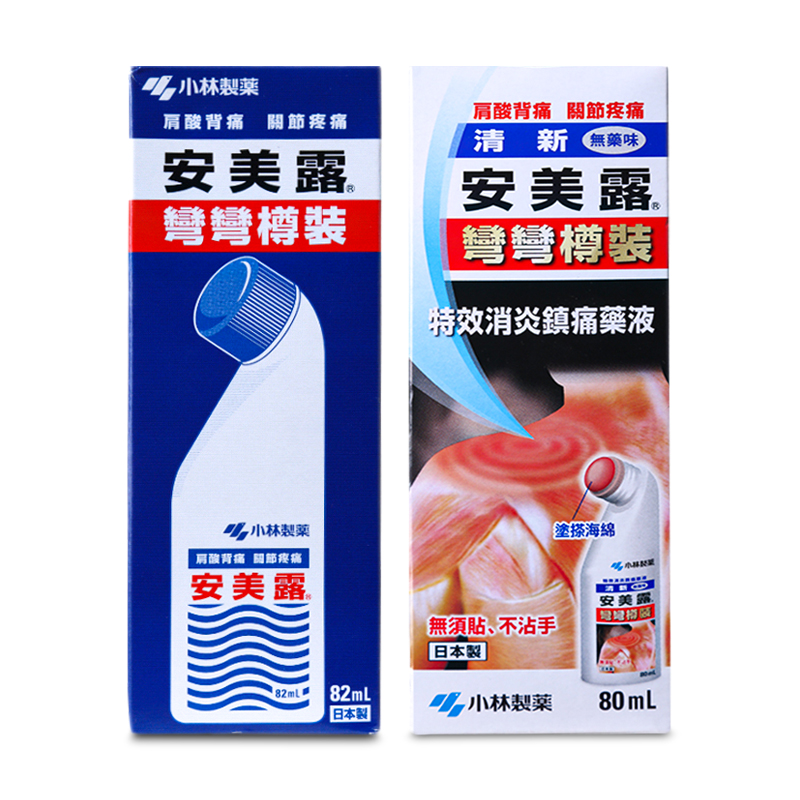 小林製薬
肩酸背痛 關節疼痛
安美露®
彎彎樽裝
小林製薬
肩酸背痛 關節疼痛
安美露®
82mL
82mL
日本製
肩酸背痛 關節疼痛
清新 無藥味
安美露®
彎彎樽裝
特效消炎鎮痛藥液
塗搽海綿
小林製薬
清新
安美露
彎彎樽裝
80mL
無須貼、不沾手
日本製
小林製薬
80mL